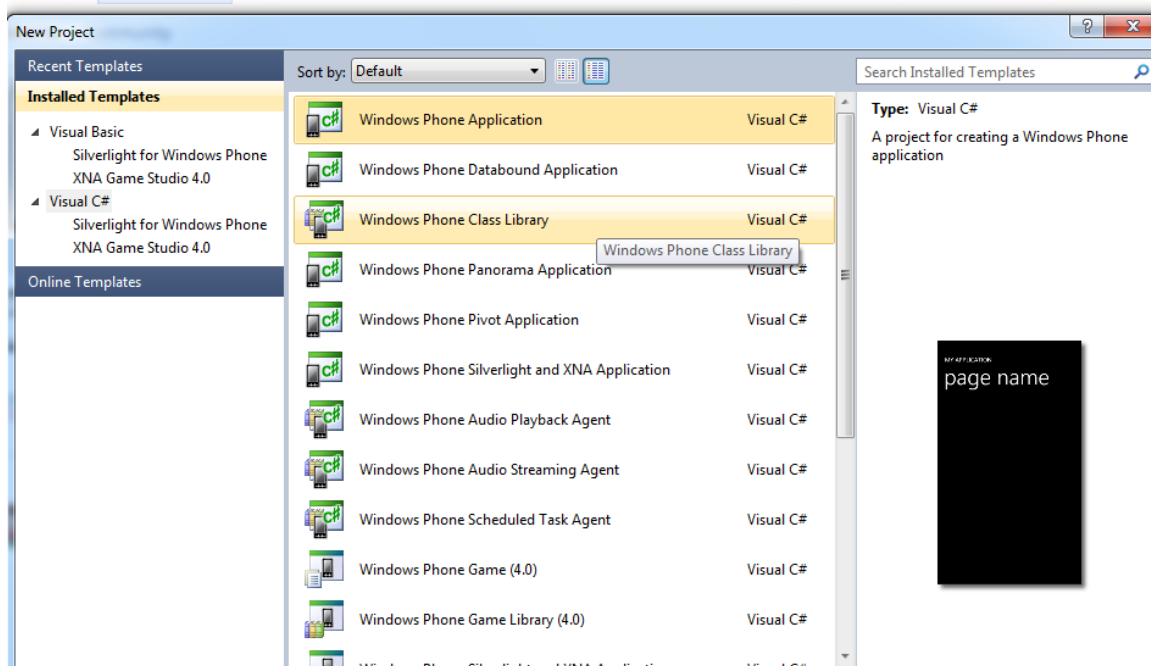 New Project
Recent Templates
Installed Templates
Visual Basic
Silverlight for Windows Phone
XNA Game Studio 4.0
Visual C#
Silverlight for Windows Phone
XNA Game Studio 4.0
Online Templates
Sort by: Default
Windows Phone Application Visual C#
Windows Phone Databound Application Visual C#
Windows Phone Class Library Visual C#
Windows Phone Class Library
Windows Phone Panorama Application Visual C#
Windows Phone Pivot Application Visual C#
Windows Phone Silverlight and XNA Application Visual C#
Windows Phone Audio Playback Agent Visual C#
Windows Phone Audio Streaming Agent Visual C#
Windows Phone Scheduled Task Agent Visual C#
Windows Phone Game (4.0) Visual C#
Windows Phone Game Library (4.0) Visual C#
Search Installed Templates
Type: Visual C#
A project for creating a Windows Phone
application
MY APPLICATION
page name